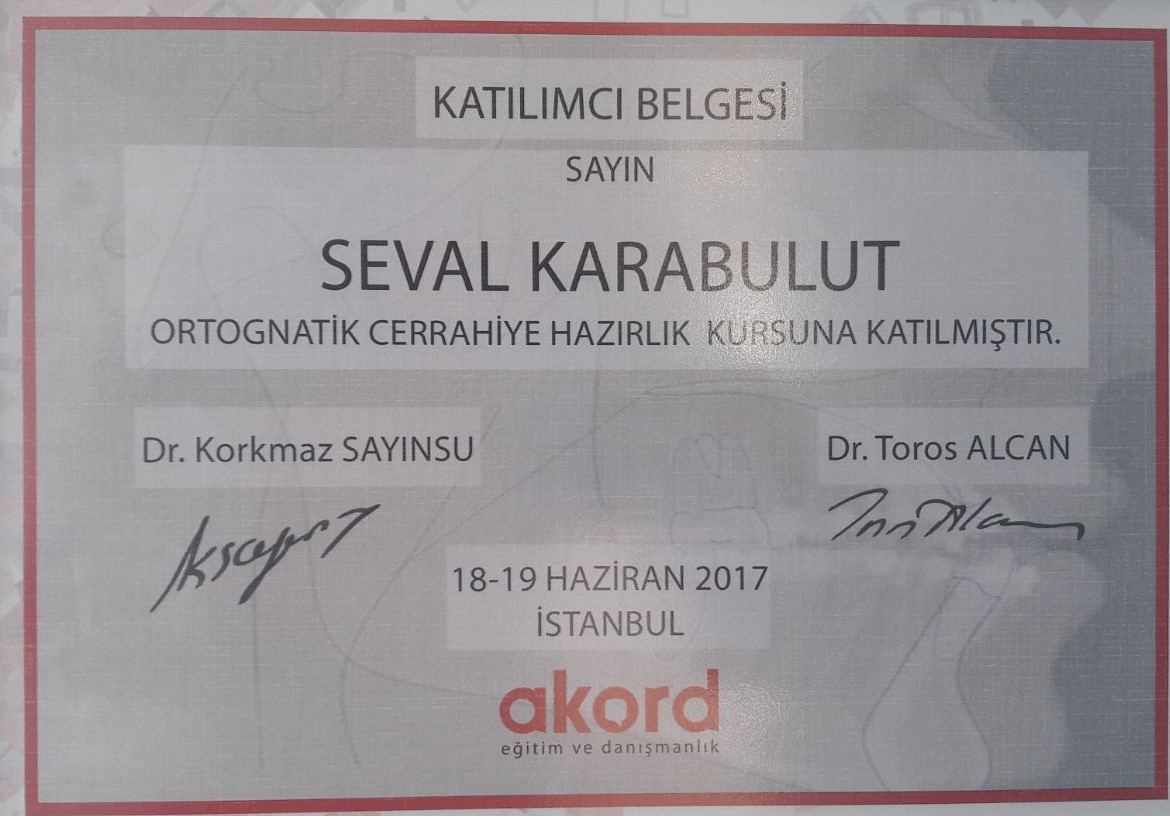 KATILIMCI BELGESİ
SAYIN
SEVAL KARABULUT
ORTOGNATİK CERRAHİYE HAZIRLIK KURSUNA KATILMIŞTIR.
Dr. Korkmaz SAYINSU
Dr. Toros ALCAN
18-19 HAZİRAN 2017
İSTANBUL
akord
eğitim ve danışmanlık